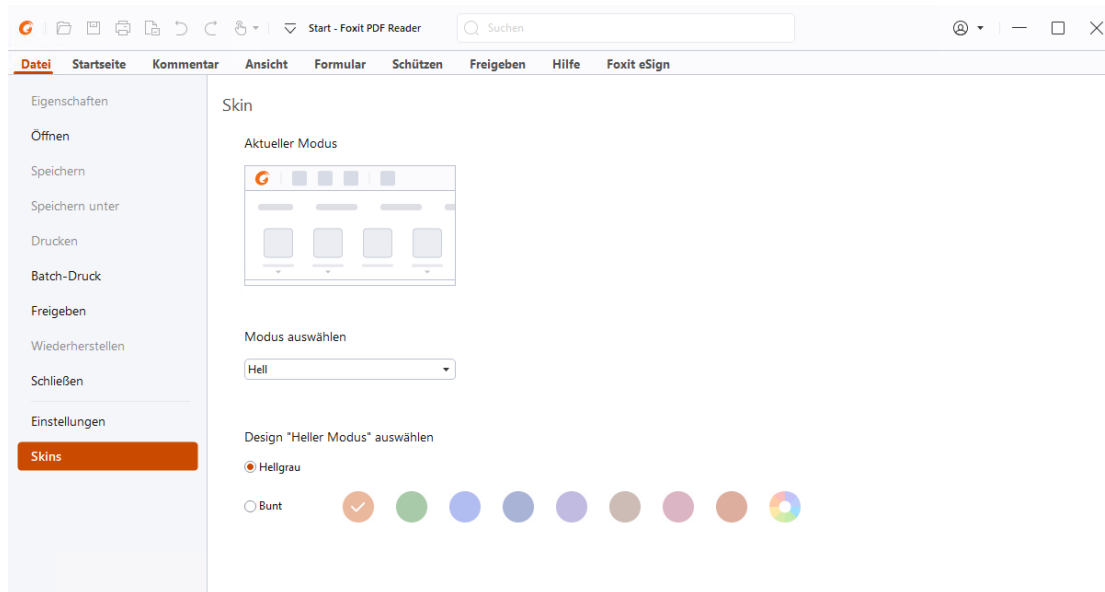 Start - Foxit PDF Reader
Suchen
Datei Startseite Kommentar Ansicht Formular Schützen Freigeben Hilfe Foxit eSign
Eigenschaften
Öffnen
Speichern
Speichern unter
Drucken
Batch-Druck
Freigeben
Wiederherstellen
Schließen
Einstellungen
Skins
Skin
Aktueller Modus
Modus auswählen
Hell
Design "Heller Modus" auswählen
Hellgrau
Bunt